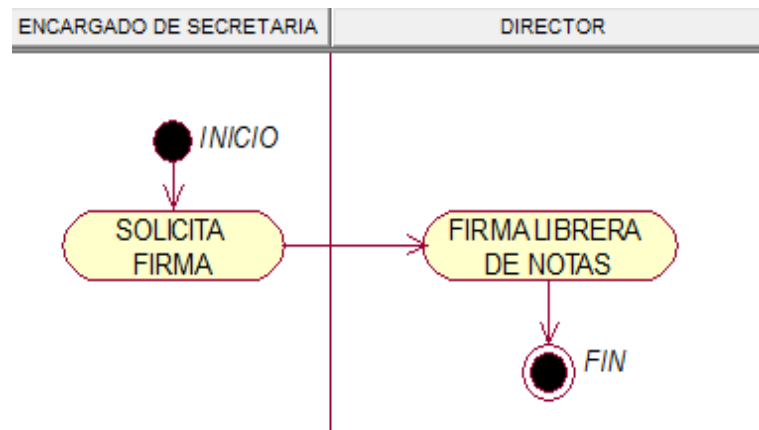 ENCARGADO DE SECRETARIA
DIRECTOR
INICIO
SOLICITA
FIRMA
FIRMA LIBRERA
DE NOTAS
FIN